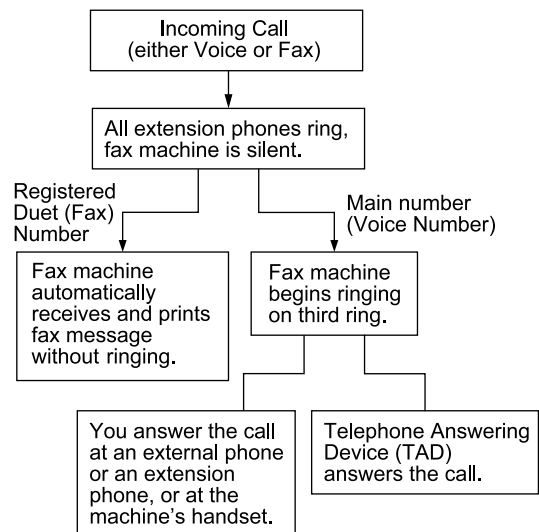 Incoming Call
(either Voice or Fax)
All extension phones ring,
fax machine is silent.
Registered
Duet (Fax)
Number
Main number
(Voice Number)
Fax machine
automatically
receives and prints
fax message
without ringing.
Fax machine
begins ringing
on third ring.
You answer the call
at an external phone
or an extension
phone, or at the
machine's handset.
Telephone Answering
Device (TAD)
answers the call.